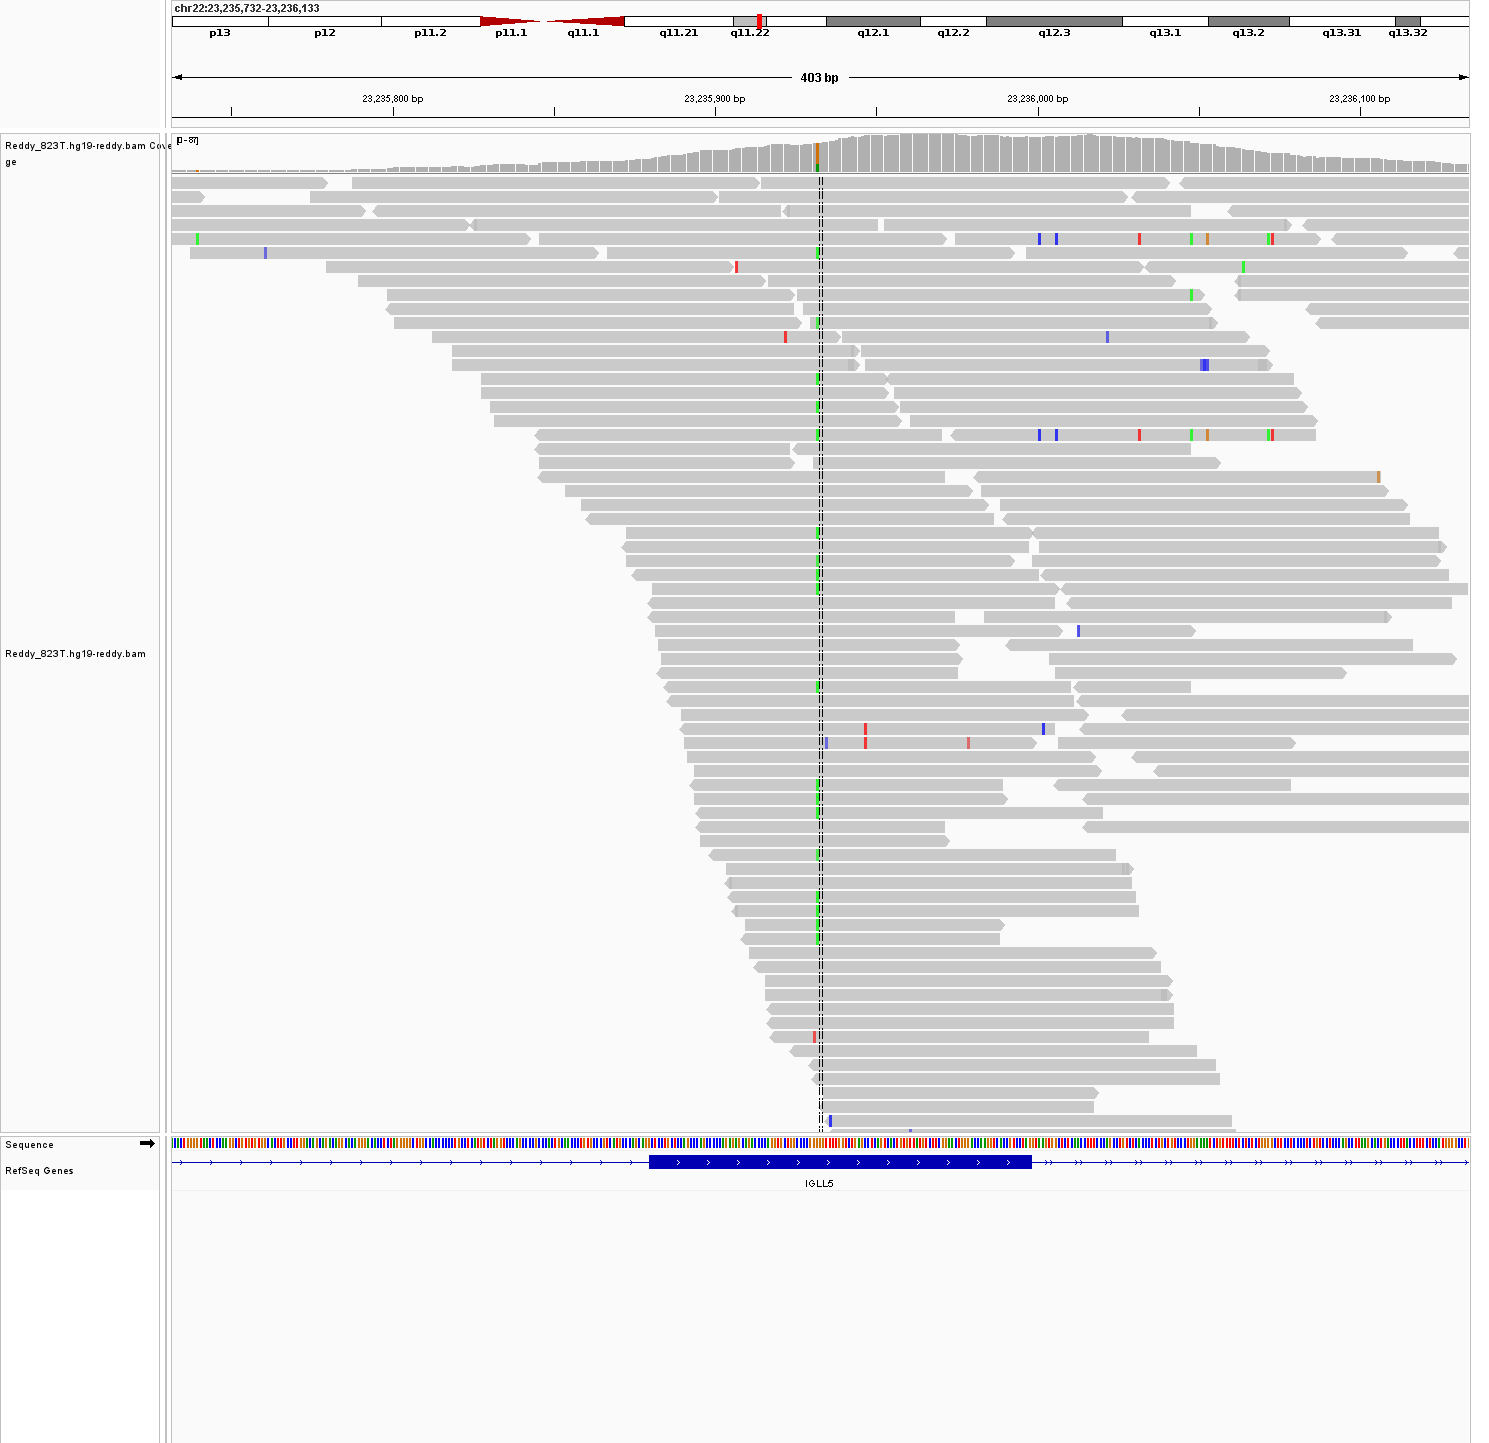 chr22:23,235,732-23,236,133
p13 p12 p11.2 p11.1 q11.1 q11.21 q11.22 q12.1 q12.2 q12.3 q13.1 q13.2 q13.31 q13.32
403 bp
23,235,800 bp 23,235,900 bp 23,236,000 bp 23,236,100 bp
Reddy_823T.hg19-reddy.bam Cove
ge
[0-87]
Reddy_823T.hg19-reddy.bam
Sequence
RefSeq Genes
IGLL5